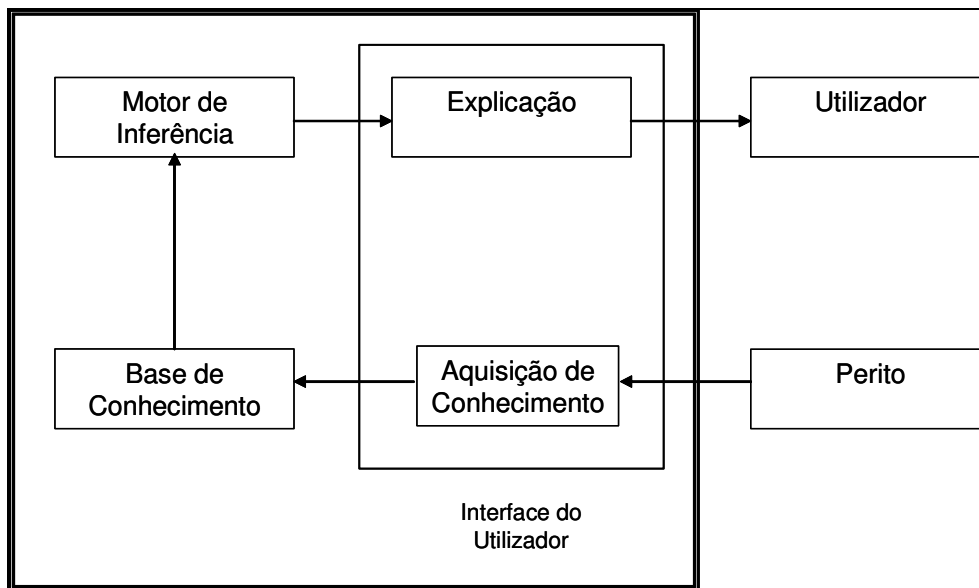 Motor de
Inferência
Explicação
Utilizador
Base de
Conhecimento
Aquisição de
Conhecimento
Perito
Interface do
Utilizador